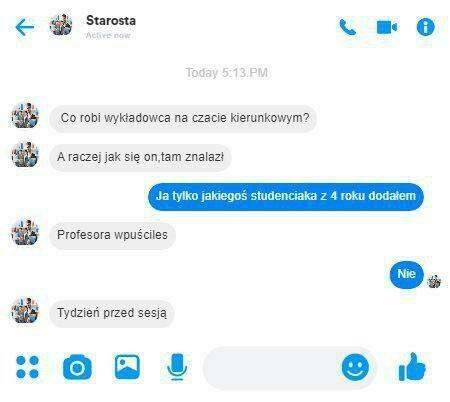 Starosta
Active now
Today 5:13 PM
Co robi wykładowca na czacie kierunkowym?
A raczej jak się on,tam znalazł
Ja tylko jakiegoś studenciaka z 4 roku dodałem
Profesora wpuściles
Nie
Tydzień przed sesją